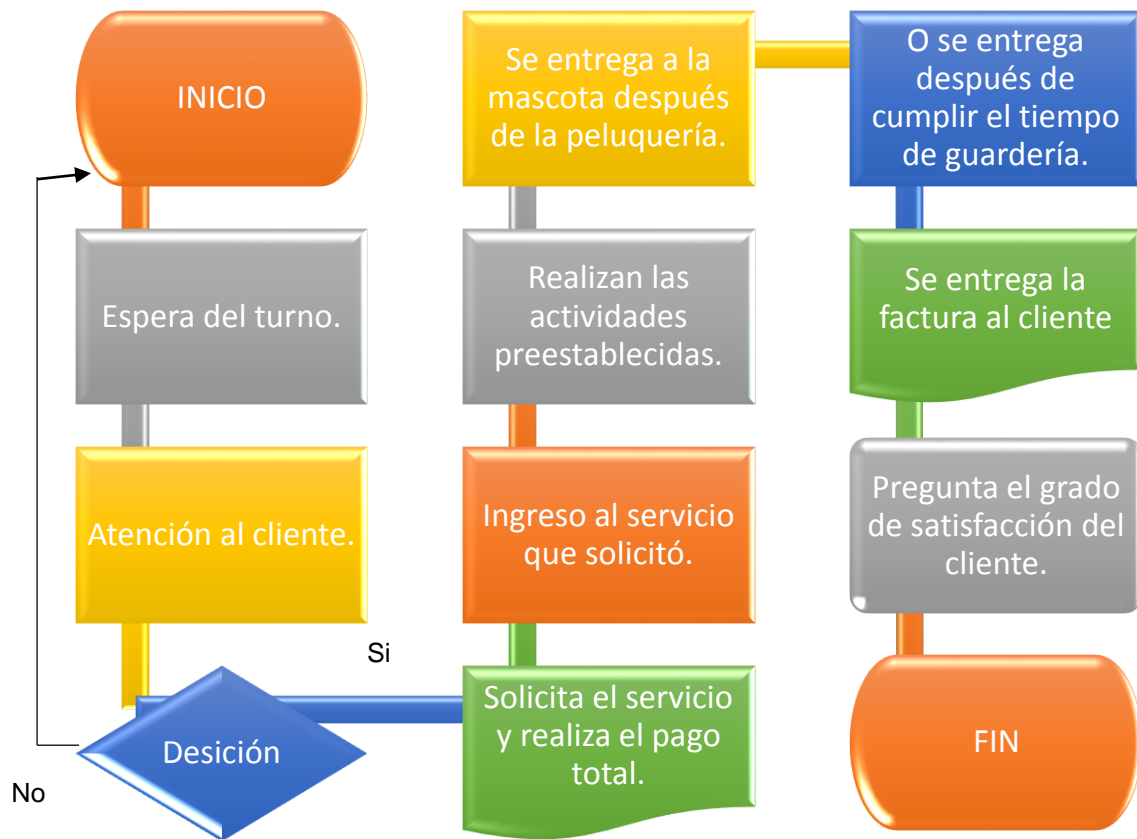 INICIO
Espera del turno.
Atención al cliente.
Desición
No
Si
Solicita el servicio
y realiza el pago
total.
Ingreso al servicio
que solicitó.
Realizan las
actividades
preestablecidas.
Se entrega a la
mascota después
de la peluquería.
O se entrega
después de
cumplir el tiempo
de guardería.
Se entrega la
factura al cliente
Pregunta el grado
de satisfacción del
cliente.
FIN